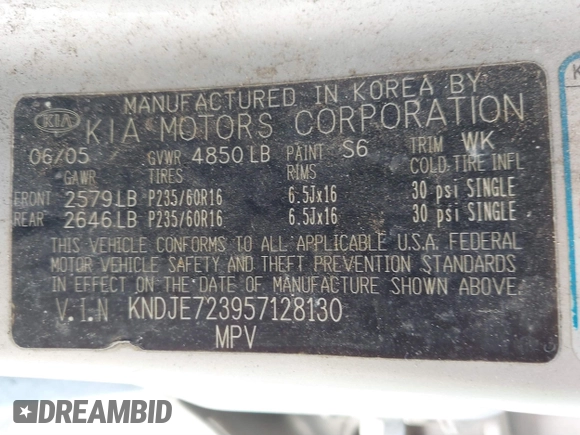 MANUFACTURED IN KOREA BY
KIA KIA MOTORS CORPORATION
06/05 GVWR 4850 LB PAINT S6 TRIM WK
GAWR TIRES RIMS COLD TIRE INFL
FRONT 2579 LB P235/60R16 6.5Jx16 30 psi SINGLE
REAR 2646 LB P235/60R16 6.5Jx16 30 psi SINGLE
THIS VEHICLE CONFORMS TO ALL APPLICABLE U.S.A. FEDERAL
MOTOR VEHICLE SAFETY AND THEFT PREVENTION STANDARDS
IN EFFECT ON THE DATE OF MANUFACTURE SHOWN ABOVE.
V.I.N KNDJE723957128130
MPV
K
DREAMBID